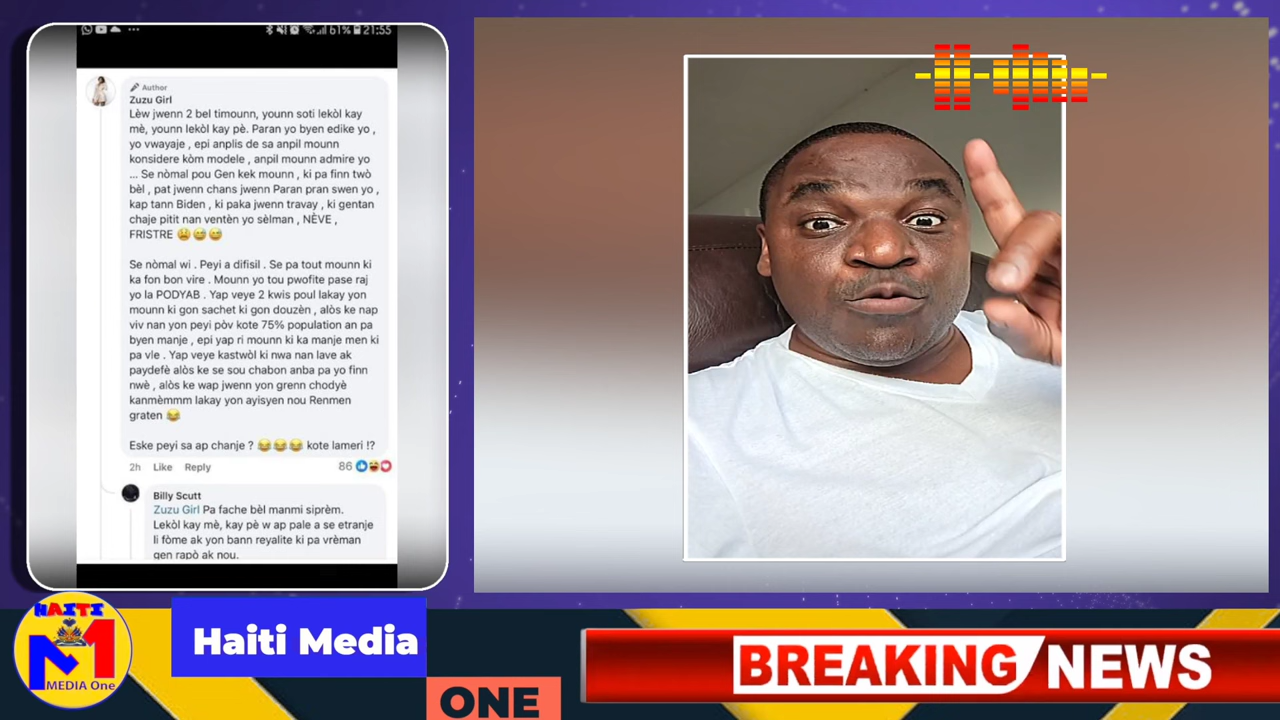 61% 21:55
Author
Zuzu Girl
Lèw jwenn 2 bel timounn, younn soti lekòl kay
mè, younn lekòl kay pè. Paran yo byen edike yo ,
yo vwayaje , epi anplis de sa anpil mounn
konsidere kòm modele , anpil mounn admire yo
... Se nòmal pou Gen kek mounn , ki pa finn twò
bèl , pat jwenn chans jwenn Paran pran swen yo ,
kap tann Biden , ki paka jwenn travay , ki gentan
chaje pitit nan ventèn yo sèlman , NÈVE ,
FRISTRE 😩😅😅
Se nòmal wi . Peyi a difisil . Se pa tout mounn ki
ka fon bon vire . Mounn yo tou pwofite pase raj
yo la PODYAB . Yap veye 2 kwis poul lakay yon
mounn ki gon sachet ki gon douzèn , alòs ke nap
viv nan yon peyi pòv kote 75% population an pa
byen manje , epi yap ri mounn ki ka manje men ki
pa vle . Yap veye kastwòl ki nwa nan lave ak
paydefè alòs ke se sou chabon anba pa yo finn
nwè , alòs ke wap jwenn yon grenn chodyè
kanmèmmm lakay yon ayisyen nou Renmen
graten 😂
Eske peyi sa ap chanje ? 😂😂😂 kote lameri !?
2h Like Reply 86
Billy Scutt
Zuzu Girl Pa fache bèl manmi siprèm.
Lekòl kay mè, kay pè w ap pale a se etranje
li fòme ak yon bann reyalite ki pa vrèman
gen rapò ak nou.
HAITI
M1
MEDIA One
Haiti Media
ONE
BREAKING NEWS